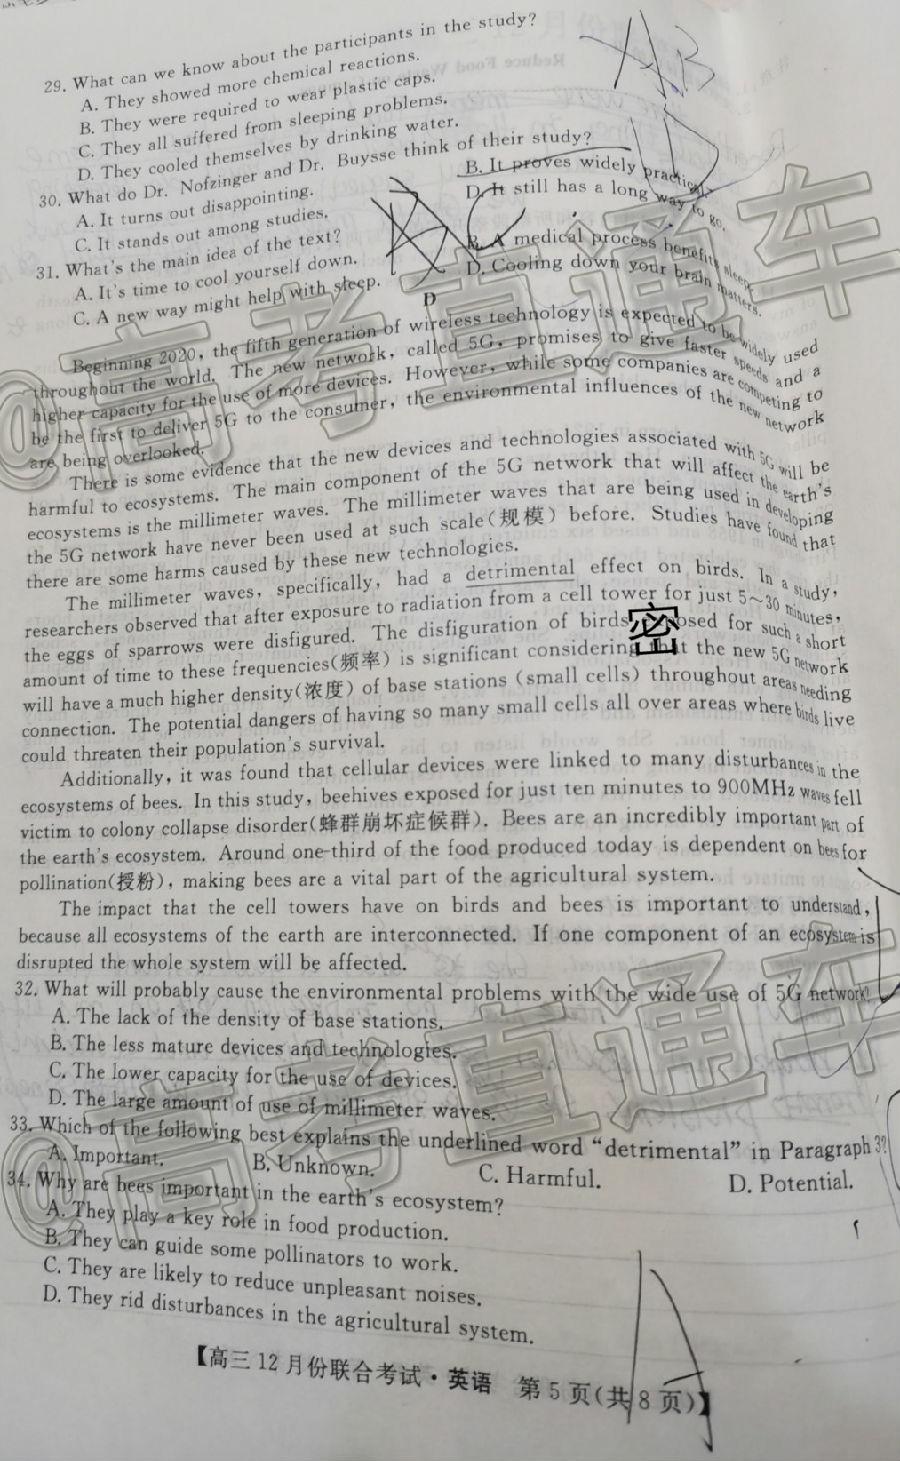 29. What can we know about the participants in the study?
A. They showed more chemical reactions.
B. They were required to wear plastic caps.
C. They all suffered from sleeping problems.
D. They cooled themselves by drinking water.
30. What do Dr. Nofzinger and Dr. Buysse think of their study?
A. It turns out disappointing.
B. It proves widely practical.
C. It stands out among studies.
D. It still has a long way to go.
31. What's the main idea of the text?
A. It's time to cool yourself down.
B. A medical process benefits sleep.
C. A new way might help with sleep.
D. Cooling down your brain matters.
D
Beginning 2020, the fifth generation of wireless technology is expected to be widely used
throughout the world. The new network, called 5G, promises to give faster speeds and a
higher capacity for the use of more devices. However, while some companies are competing to
be the first to deliver 5G to the consumer, the environmental influences of the new network
are being overlooked.
There is some evidence that the new devices and technologies associated with 5G will be
harmful to ecosystems. The main component of the 5G network that will affect the earth's
ecosystems is the millimeter waves. The millimeter waves that are being used in developing
the 5G network have never been used at such scale(规模) before. Studies have found that
there are some harms caused by these new technologies.
The millimeter waves, specifically, had a detrimental effect on birds. In a study,
researchers observed that after exposure to radiation from a cell tower for just 5~30 minutes,
the eggs of sparrows were disfigured. The disfiguration of birds 密 posed for such a short
amount of time to these frequencies(频率) is significant considering that the new 5G network
will have a much higher density(浓度) of base stations (small cells) throughout areas needing
connection. The potential dangers of having so many small cells all over areas where birds live
could threaten their population's survival.
Additionally, it was found that cellular devices were linked to many disturbances in the
ecosystems of bees. In this study, beehives exposed for just ten minutes to 900MHz waves fell
victim to colony collapse disorder(蜂群崩坏症候群). Bees are an incredibly important part of
the earth's ecosystem. Around one-third of the food produced today is dependent on bees for
pollination(授粉), making bees are a vital part of the agricultural system.
The impact that the cell towers have on birds and bees is important to understand,
because all ecosystems of the earth are interconnected. If one component of an ecosystem is
disrupted the whole system will be affected.
32. What will probably cause the environmental problems with the wide use of 5G network?
A. The lack of the density of base stations.
B. The less mature devices and technologies.
C. The lower capacity for the use of devices.
D. The large amount of use of millimeter waves.
33. Which of the following best explains the underlined word "detrimental" in Paragraph 3?
A. Important.
B. Unknown.
C. Harmful.
D. Potential.
34. Why are bees important in the earth's ecosystem?
A. They play a key role in food production.
B. They can guide some pollinators to work.
C. They are likely to reduce unpleasant noises.
D. They rid disturbances in the agricultural system.
【高三12月份联合考试·英语 第5页(共8页)】
@高考直通车
@高考直通车